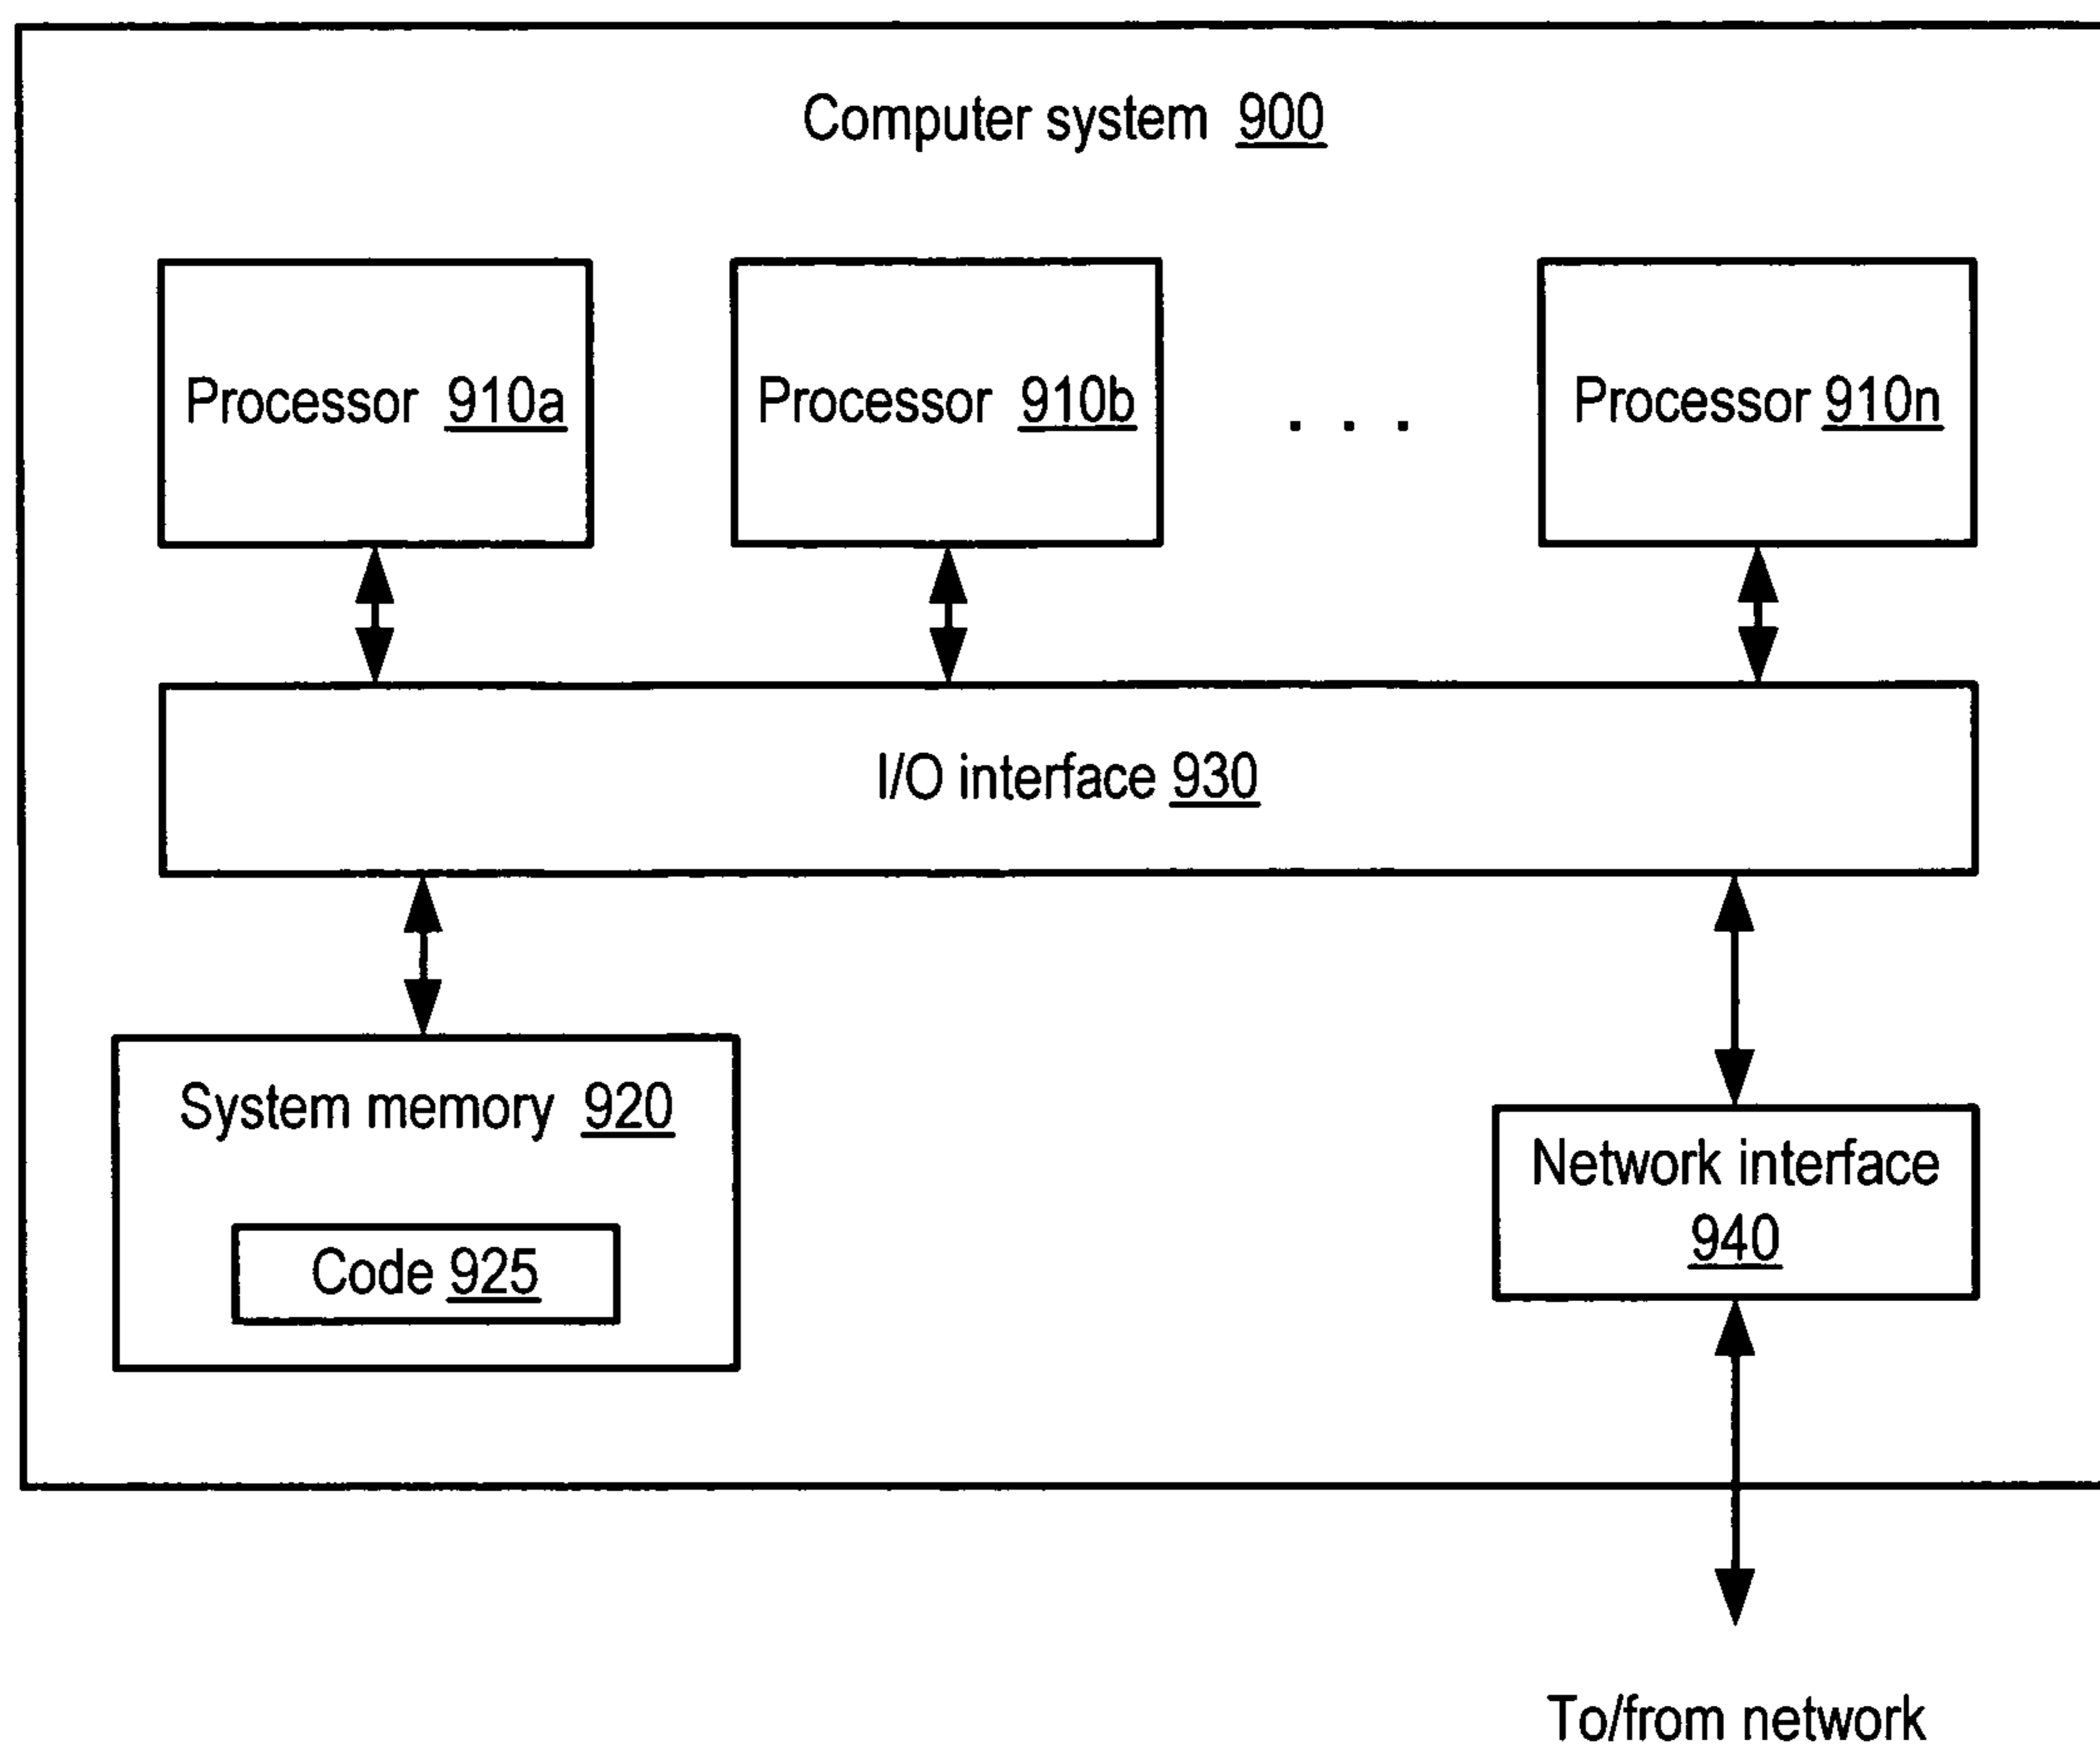 Computer system 900
Processor 910a
Processor 910b
. . .
Processor 910n
I/O interface 930
System memory 920
Code 925
Network interface
940
To/from network